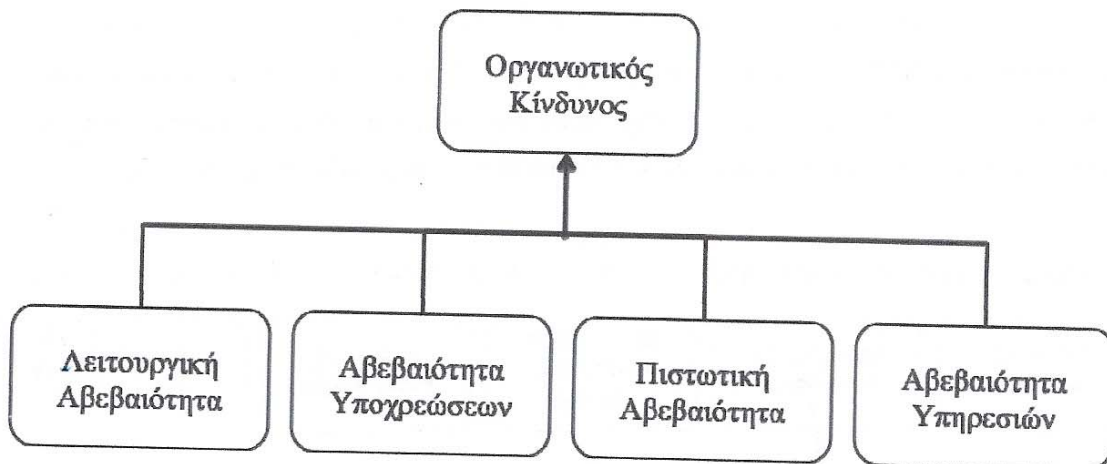 Οργανωτικός
Κίνδυνος
Λειτουργική
Αβεβαιότητα
Αβεβαιότητα
Υποχρεώσεων
Πιστωτική
Αβεβαιότητα
Αβεβαιότητα
Υπηρεσιών